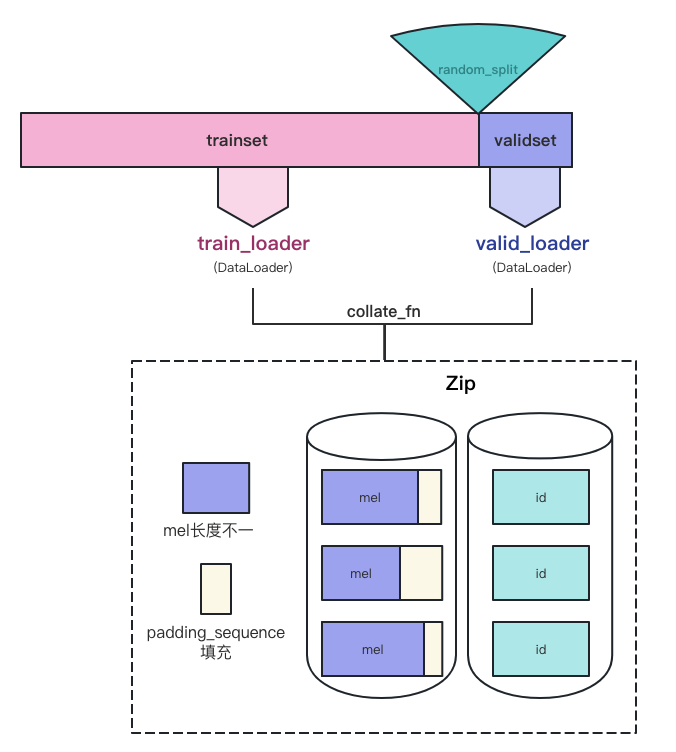 random_split
trainset
validset
train_loader
(DataLoader)
valid_loader
(DataLoader)
collate_fn
Zip
mel长度不一
padding_sequence
填充
mel
id
mel
id
mel
id